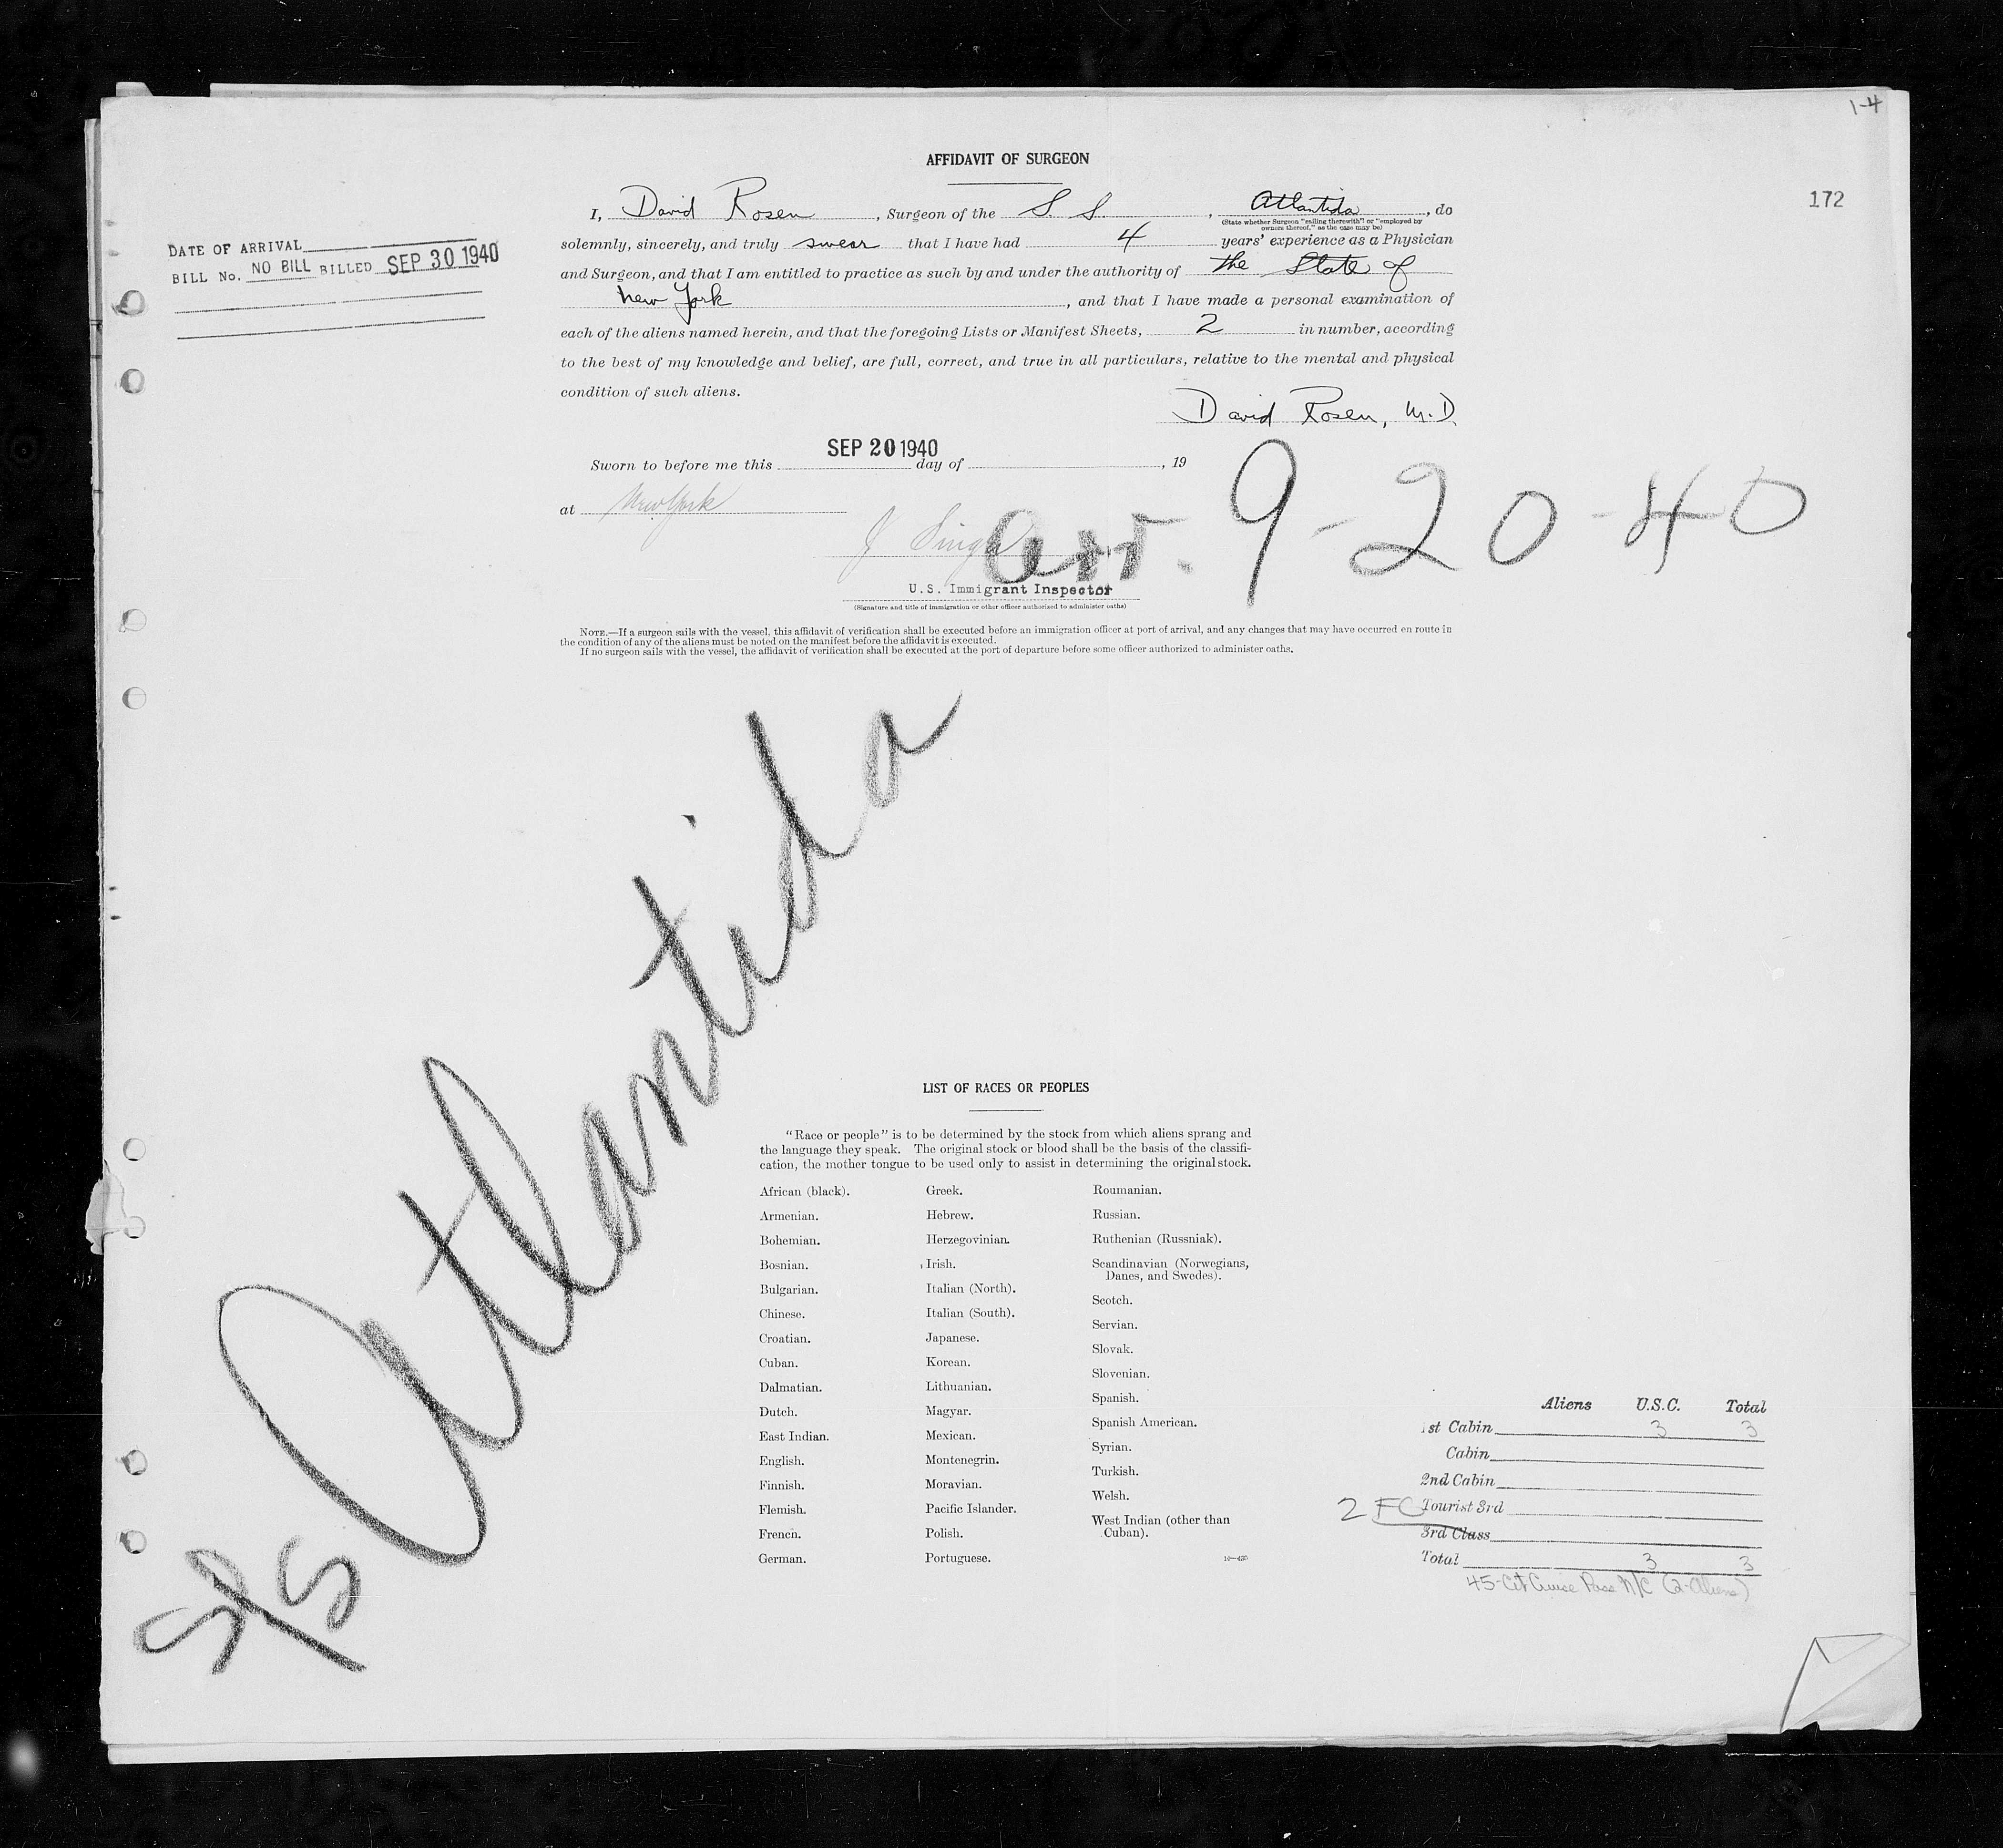 1-4
172
AFFIDAVIT OF SURGEON
I, David Rosen, Surgeon of the S. S., Atlantida, do
(State whether Surgeon "sailing therewith" or "employed by
owners thereof," as the case may be)
solemnly, sincerely, and truly swear that I have had 4 years' experience as a Physician
and Surgeon, and that I am entitled to practice as such by and under the authority of the State of
New York, and that I have made a personal examination of
each of the aliens named herein, and that the foregoing Lists or Manifest Sheets, 2 in number, according
to the best of my knowledge and belief, are full, correct, and true in all particulars, relative to the mental and physical
condition of such aliens.
David Rosen, M.D.
DATE OF ARRIVAL
BILL No. NO BILL BILLED SEP 30 1940
SEP 20 1940
Sworn to before me this day of , 19
at New York
arr. 9-20-40
U.S. Immigrant Inspector
(Signature and title of immigration or other officer authorized to administer oaths)
NOTE.—If a surgeon sails with the vessel, this affidavit of verification shall be executed before an immigration officer at port of arrival, and any changes that may have occurred en route in
the condition of any of the aliens must be noted on the manifest before the affidavit is executed.
If no surgeon sails with the vessel, the affidavit of verification shall be executed at the port of departure before some officer authorized to administer oaths.
S/S Atlantida
LIST OF RACES OR PEOPLES
"Race or people" is to be determined by the stock from which aliens sprang and
the language they speak. The original stock or blood shall be the basis of the classifi-
cation, the mother tongue to be used only to assist in determining the original stock.
African (black).
Armenian.
Bohemian.
Bosnian.
Bulgarian.
Chinese.
Croatian.
Cuban.
Dalmatian.
Dutch.
East Indian.
English.
Finnish.
Flemish.
French.
German.
Greek.
Hebrew.
Herzegovinian.
Irish.
Italian (North).
Italian (South).
Japanese.
Korean.
Lithuanian.
Magyar.
Mexican.
Montenegrin.
Moravian.
Pacific Islander.
Polish.
Portuguese.
Roumanian.
Russian.
Ruthenian (Russniak).
Scandinavian (Norwegians,
Danes, and Swedes).
Scotch.
Servian.
Slovak.
Slovenian.
Spanish.
Spanish American.
Syrian.
Turkish.
Welsh.
West Indian (other than
Cuban).
Aliens U.S.C. Total
1st Cabin 3 3
Cabin
2nd Cabin
2 FC Tourist 3rd
3rd Class
Total 3 3
Cruise Pass N/C (2-Aliens)